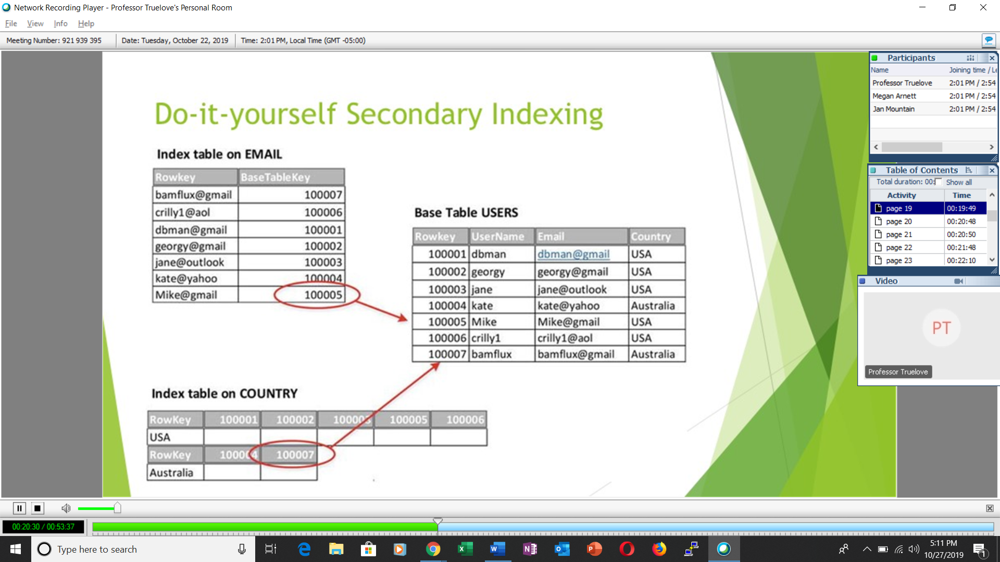 Network Recording Player - Professor Truelove's Personal Room
File View Info Help
Meeting Number: 921 939 395 Date: Tuesday, October 22, 2019 Time: 2:01 PM, Local Time (GMT -05:00)
Do-it-yourself Secondary Indexing
Index table on EMAIL
Rowkey BaseTableKey
bamflux@gmail 100007
crilly1@aol 100006
dbman@gmail 100001
georgy@gmail 100002
jane@outlook 100003
kate@yahoo 100004
Mike@gmail 100005
Base Table USERS
Rowkey UserName Email Country
100001 dbman dbman@gmail USA
100002 georgy georgy@gmail USA
100003 jane jane@outlook USA
100004 kate kate@yahoo Australia
100005 Mike Mike@gmail USA
100006 crilly1 crilly1@aol USA
100007 bamflux bamflux@gmail Australia
Index table on COUNTRY
RowKey 100001 100002 100003 100005 100006
USA
RowKey 100004 100007
Australia
Participants
Name Joining time / Le
Professor Truelove 2:01 PM / 2:54
Megan Arnett 2:01 PM / 2:54
Jan Mountain 2:01 PM / 2:54
Table of Contents
Total duration: 00: Show all
Activity Time
page 19 00:19:49
page 20 00:20:48
page 21 00:20:50
page 22 00:21:48
page 23 00:22:10
Video
PT
Professor Truelove
00:20:30 / 00:53:37
Type here to search
5:11 PM
10/27/2019
1